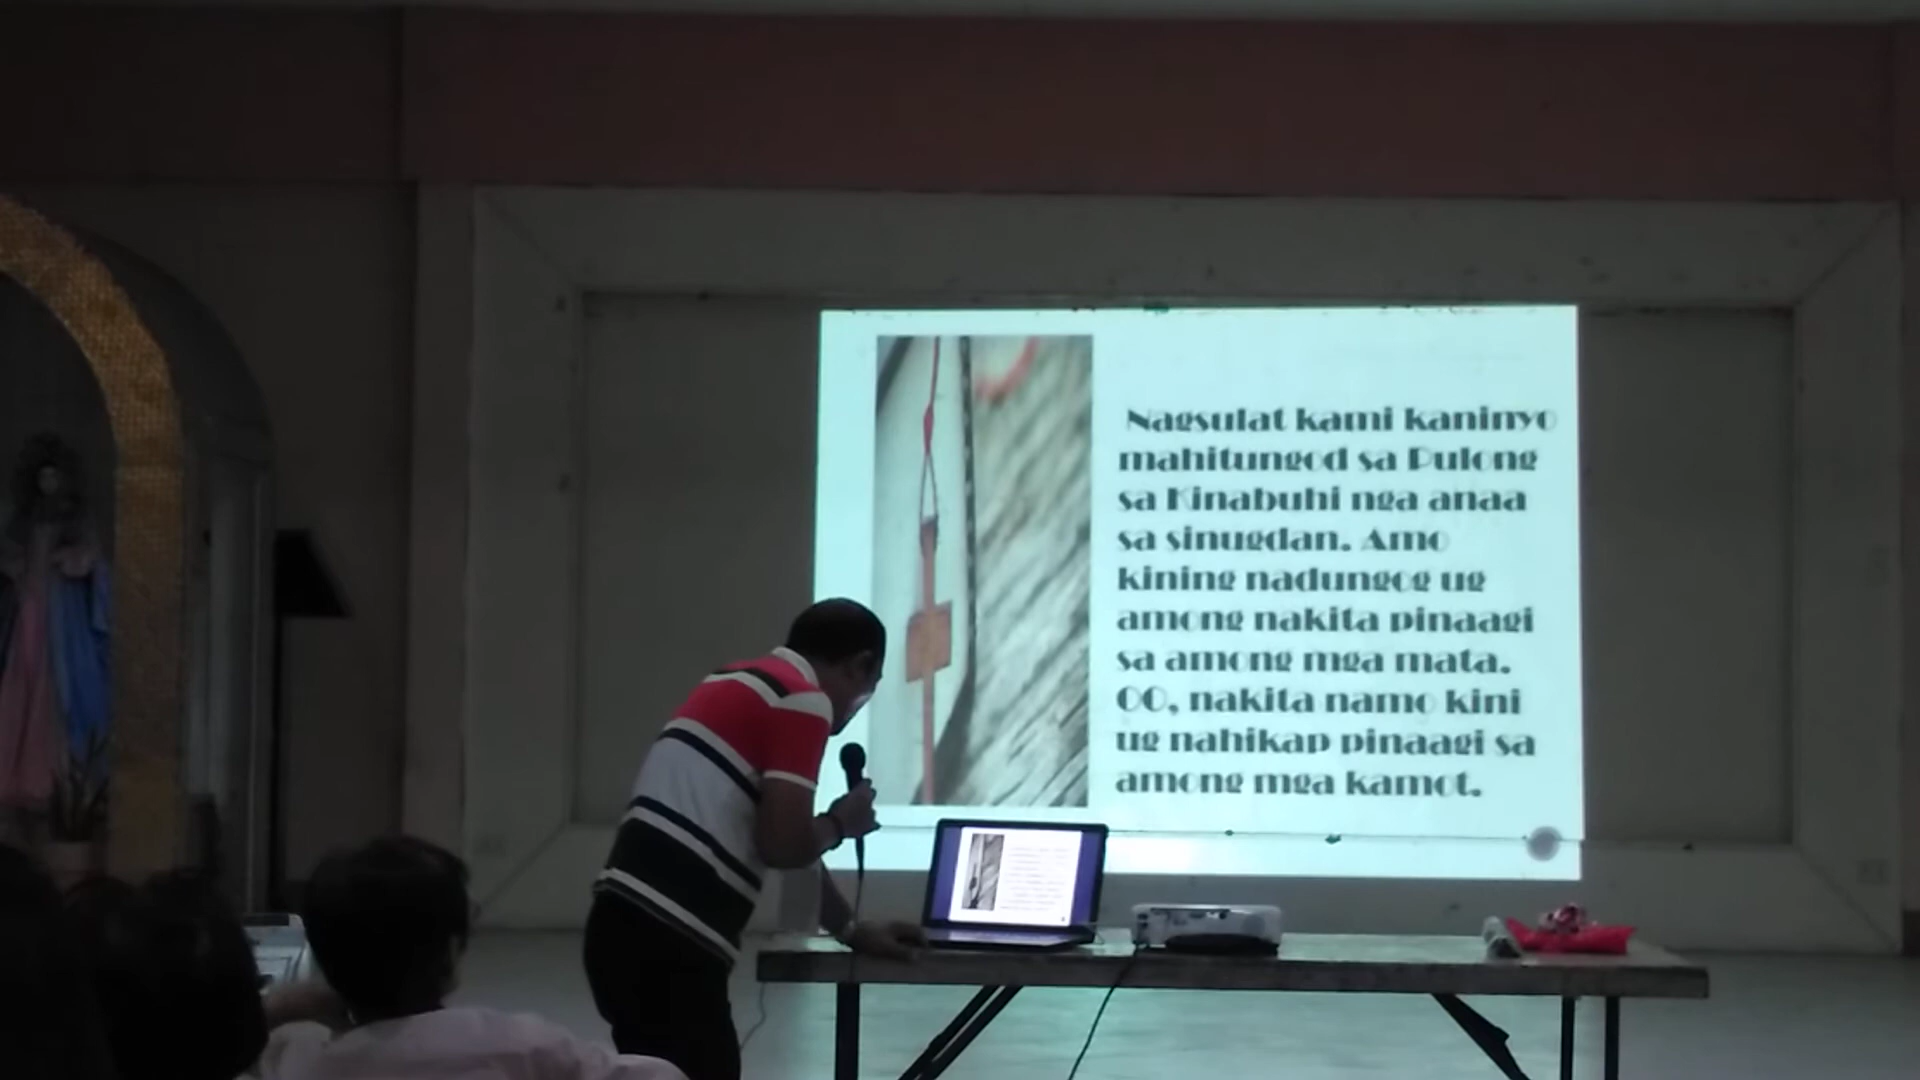 Nagsulat kami kaninyo
mahitungod sa Pulong
sa Kinabuhi nga anaa
sa sinugdan. Amo
kining nadungog ug
among nakita pinaagi
sa among mga mata.
OO, nakita namo kini
ug nahikap pinaagi sa
among mga kamot.